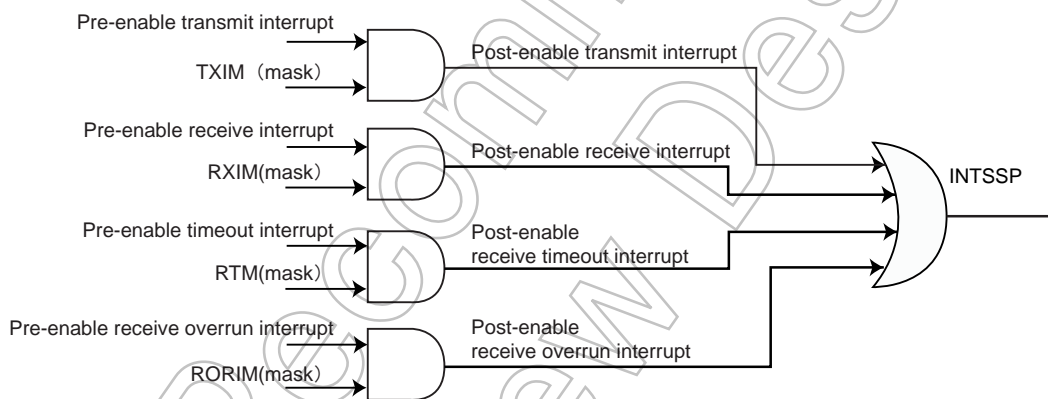 Pre-enable transmit interrupt
TXIM （mask）
Post-enable transmit interrupt
Pre-enable receive interrupt
RXIM(mask）
Post-enable receive interrupt
INTSSP
Pre-enable timeout interrupt
RTM(mask）
Post-enable
receive timeout interrupt
Pre-enable receive overrun interrupt
RORIM(mask）
Post-enable
receive overrun interrupt